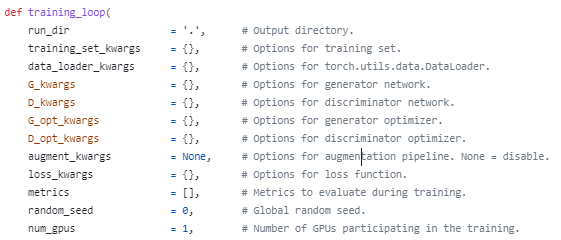 def training_loop(
    run_dir                 = '.',      # Output directory.
    training_set_kwargs     = {},       # Options for training set.
    data_loader_kwargs      = {},       # Options for torch.utils.data.DataLoader.
    G_kwargs                = {},       # Options for generator network.
    D_kwargs                = {},       # Options for discriminator network.
    G_opt_kwargs            = {},       # Options for generator optimizer.
    D_opt_kwargs            = {},       # Options for discriminator optimizer.
    augment_kwargs          = None,     # Options for augmentation pipeline. None = disable.
    loss_kwargs             = {},       # Options for loss function.
    metrics                 = [],       # Metrics to evaluate during training.
    random_seed             = 0,        # Global random seed.
    num_gpus                = 1,        # Number of GPUs participating in the training.